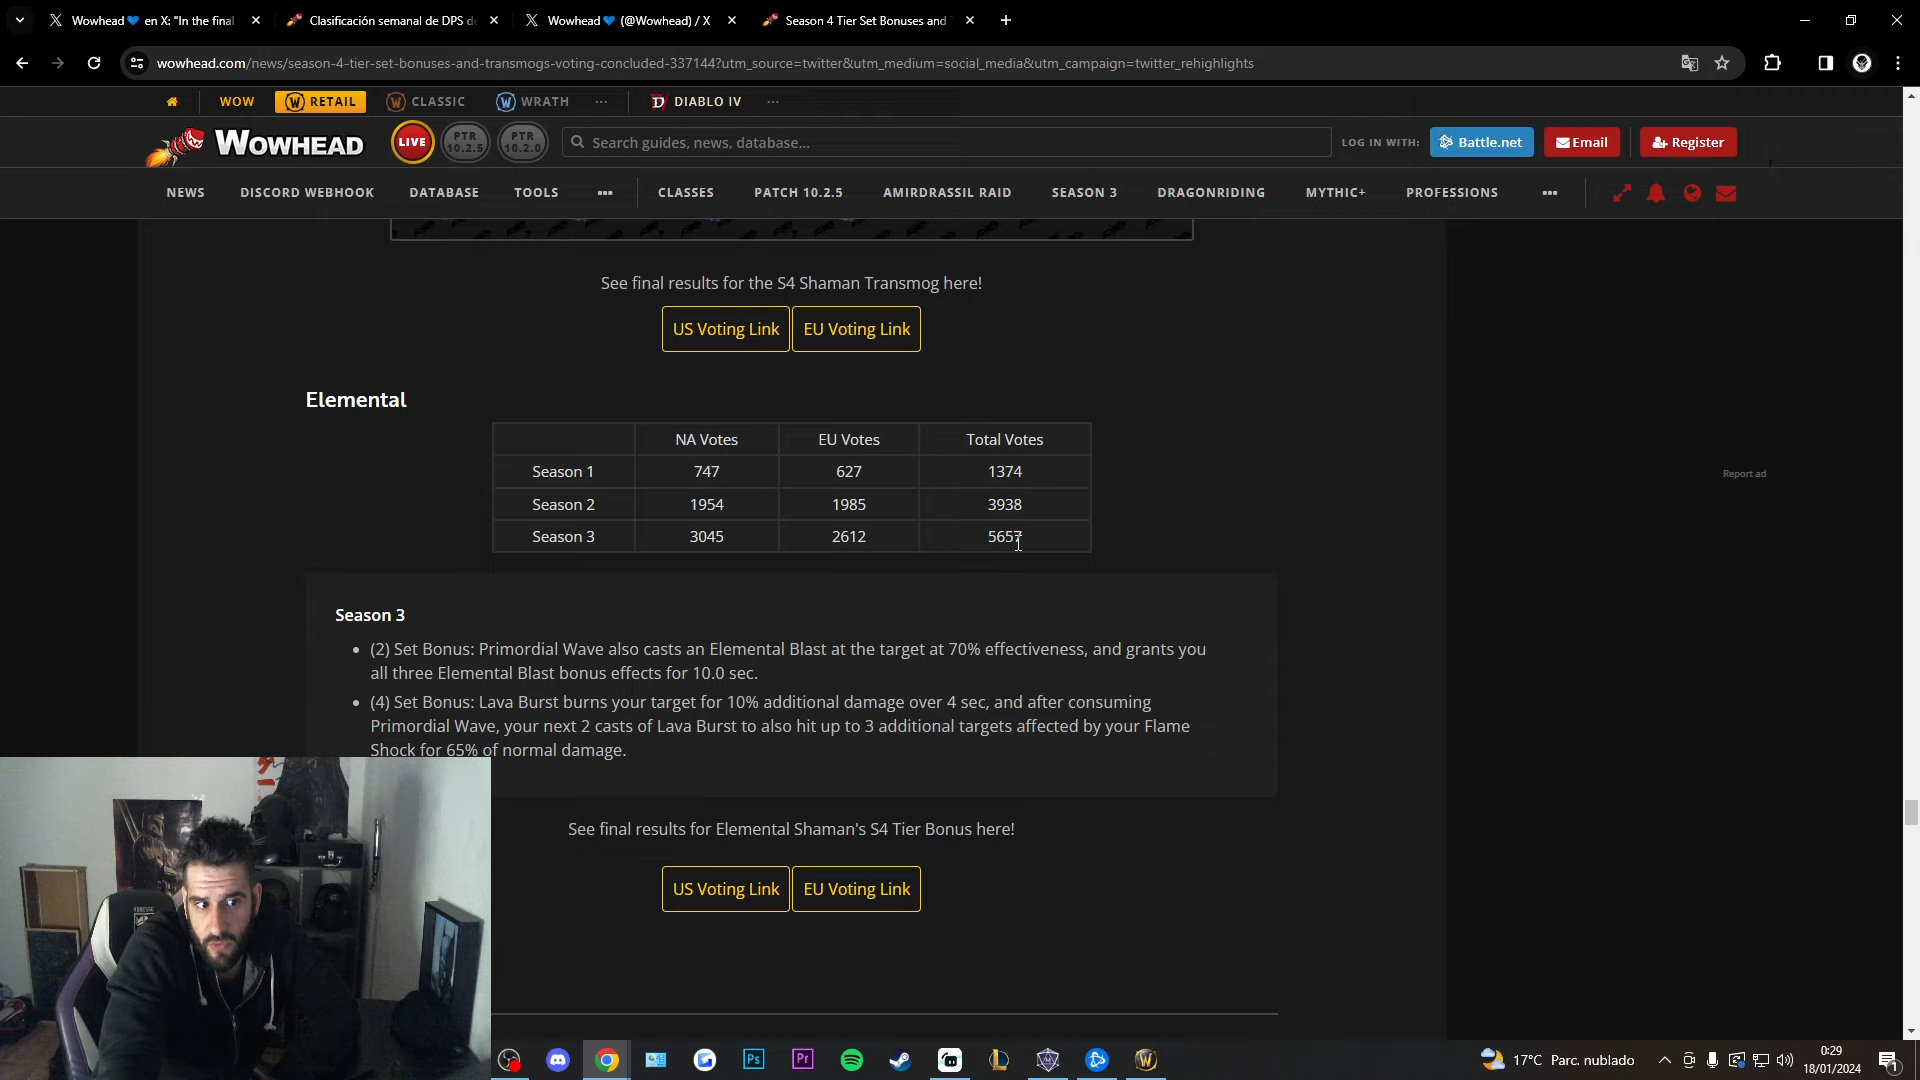 Wowhead💙 en X: "In the final
Clasificación semanal de DPS de
Wowhead💙 (@Wowhead) / X
Season 4 Tier Set Bonuses and
wowhead.com/news/season-4-tier-set-bonuses-and-transmogs-voting-concluded-337144?utm_source=twitter&utm_medium=social_media&utm_campaign=twitter_rehighlights
WOW RETAIL CLASSIC WRATH ... DIABLO IV ...
WOWHEAD LIVE PTR 10.2.5 PTR 10.2.0 Search guides, news, database... LOG IN WITH: Battle.net Email Register
NEWS DISCORD WEBHOOK DATABASE TOOLS ... CLASSES PATCH 10.2.5 AMIRDRASSIL RAID SEASON 3 DRAGONRIDING MYTHIC+ PROFESSIONS ...
See final results for the S4 Shaman Transmog here!
US Voting Link EU Voting Link
Elemental
NA Votes EU Votes Total Votes
Season 1 747 627 1374
Season 2 1954 1985 3938
Season 3 3045 2612 5657
Report ad
Season 3
• (2) Set Bonus: Primordial Wave also casts an Elemental Blast at the target at 70% effectiveness, and grants you
all three Elemental Blast bonus effects for 10.0 sec.
• (4) Set Bonus: Lava Burst burns your target for 10% additional damage over 4 sec, and after consuming
Primordial Wave, your next 2 casts of Lava Burst to also hit up to 3 additional targets affected by your Flame
Shock for 65% of normal damage.
See final results for Elemental Shaman's S4 Tier Bonus here!
US Voting Link EU Voting Link
Ps Pr 17°C Parc. nublado 0:29
18/01/2024 1